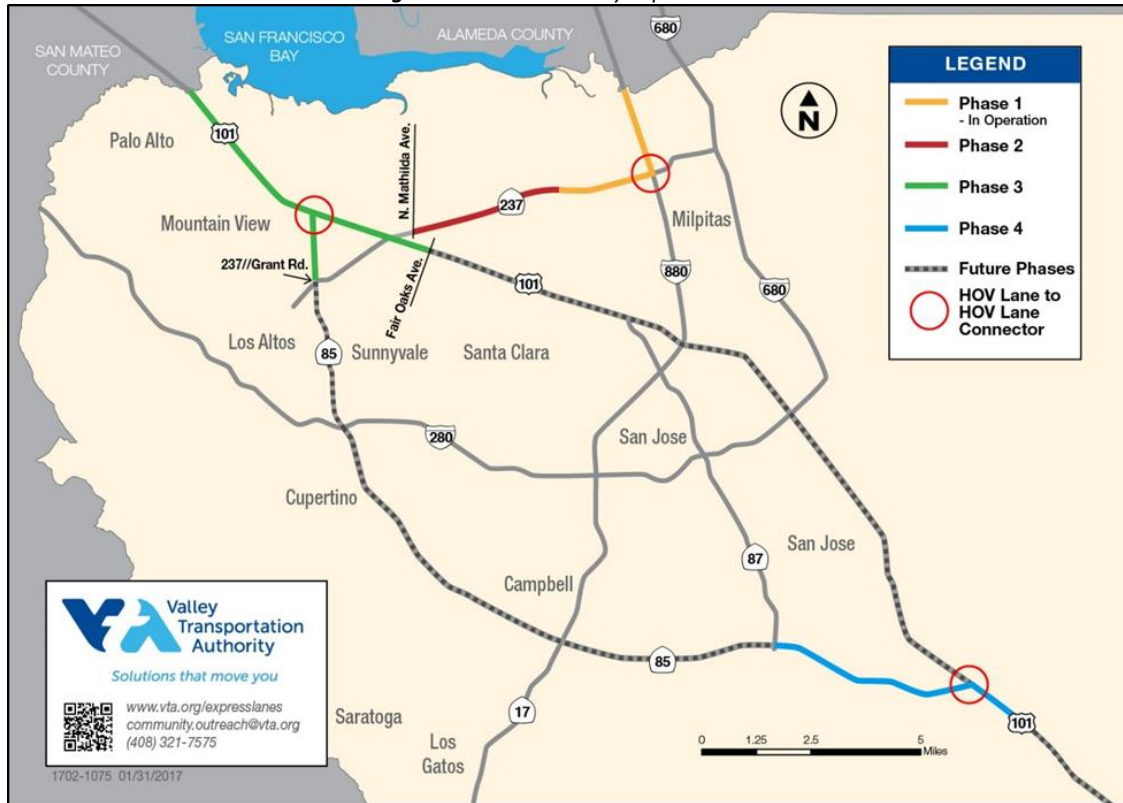 SAN MATEO
COUNTY
SAN FRANCISCO
BAY
ALAMEDA COUNTY
680
LEGEND
Phase 1
- In Operation
Phase 2
Phase 3
Phase 4
Future Phases
HOV Lane to
HOV Lane
Connector
N
101
Palo Alto
N. Mathilda Ave.
237
Mountain View
Milpitas
237//Grant Rd.
Fair Oaks Ave.
101
880
680
Los Altos
85
Sunnyvale
Santa Clara
280
San Jose
Cupertino
87
San Jose
Campbell
85
17
101
Saratoga
Los
Gatos
0 1.25 2.5 5
Miles
VTA
Valley
Transportation
Authority
Solutions that move you
www.vta.org/expresslanes
community.outreach@vta.org
(408) 321-7575
1702-1075 01/31/2017